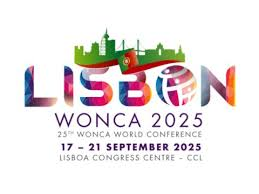 LISBON
WONCA 2025
25TH WONCA WORLD CONFERENCE
17 – 21 SEPTEMBER 2025
LISBOA CONGRESS CENTRE – CCL